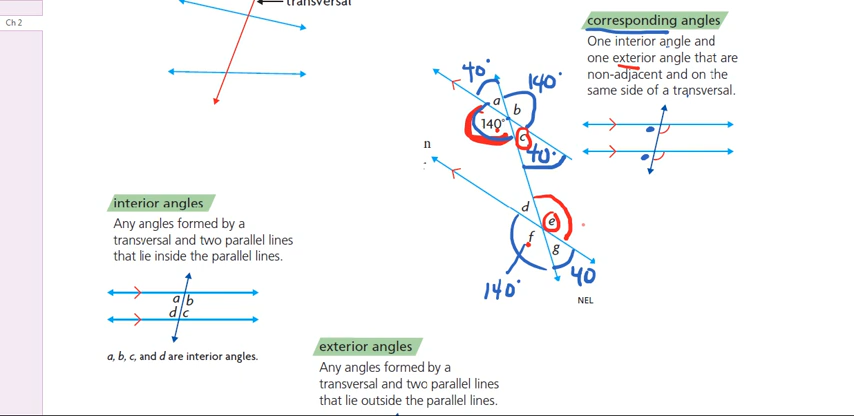 transversal
Ch 2
corresponding angles
One interior angle and
one exterior angle that are
non-adjacent and on the
same side of a transversal.
40°
140°
a
b
140°
c
40°
n
d
e
f
g
140°
40
NEL
interior angles
Any angles formed by a
transversal and two parallel lines
that lie inside the parallel lines.
a b
d c
a, b, c, and d are interior angles.
exterior angles
Any angles formed by a
transversal and two parallel lines
that lie outside the parallel lines.